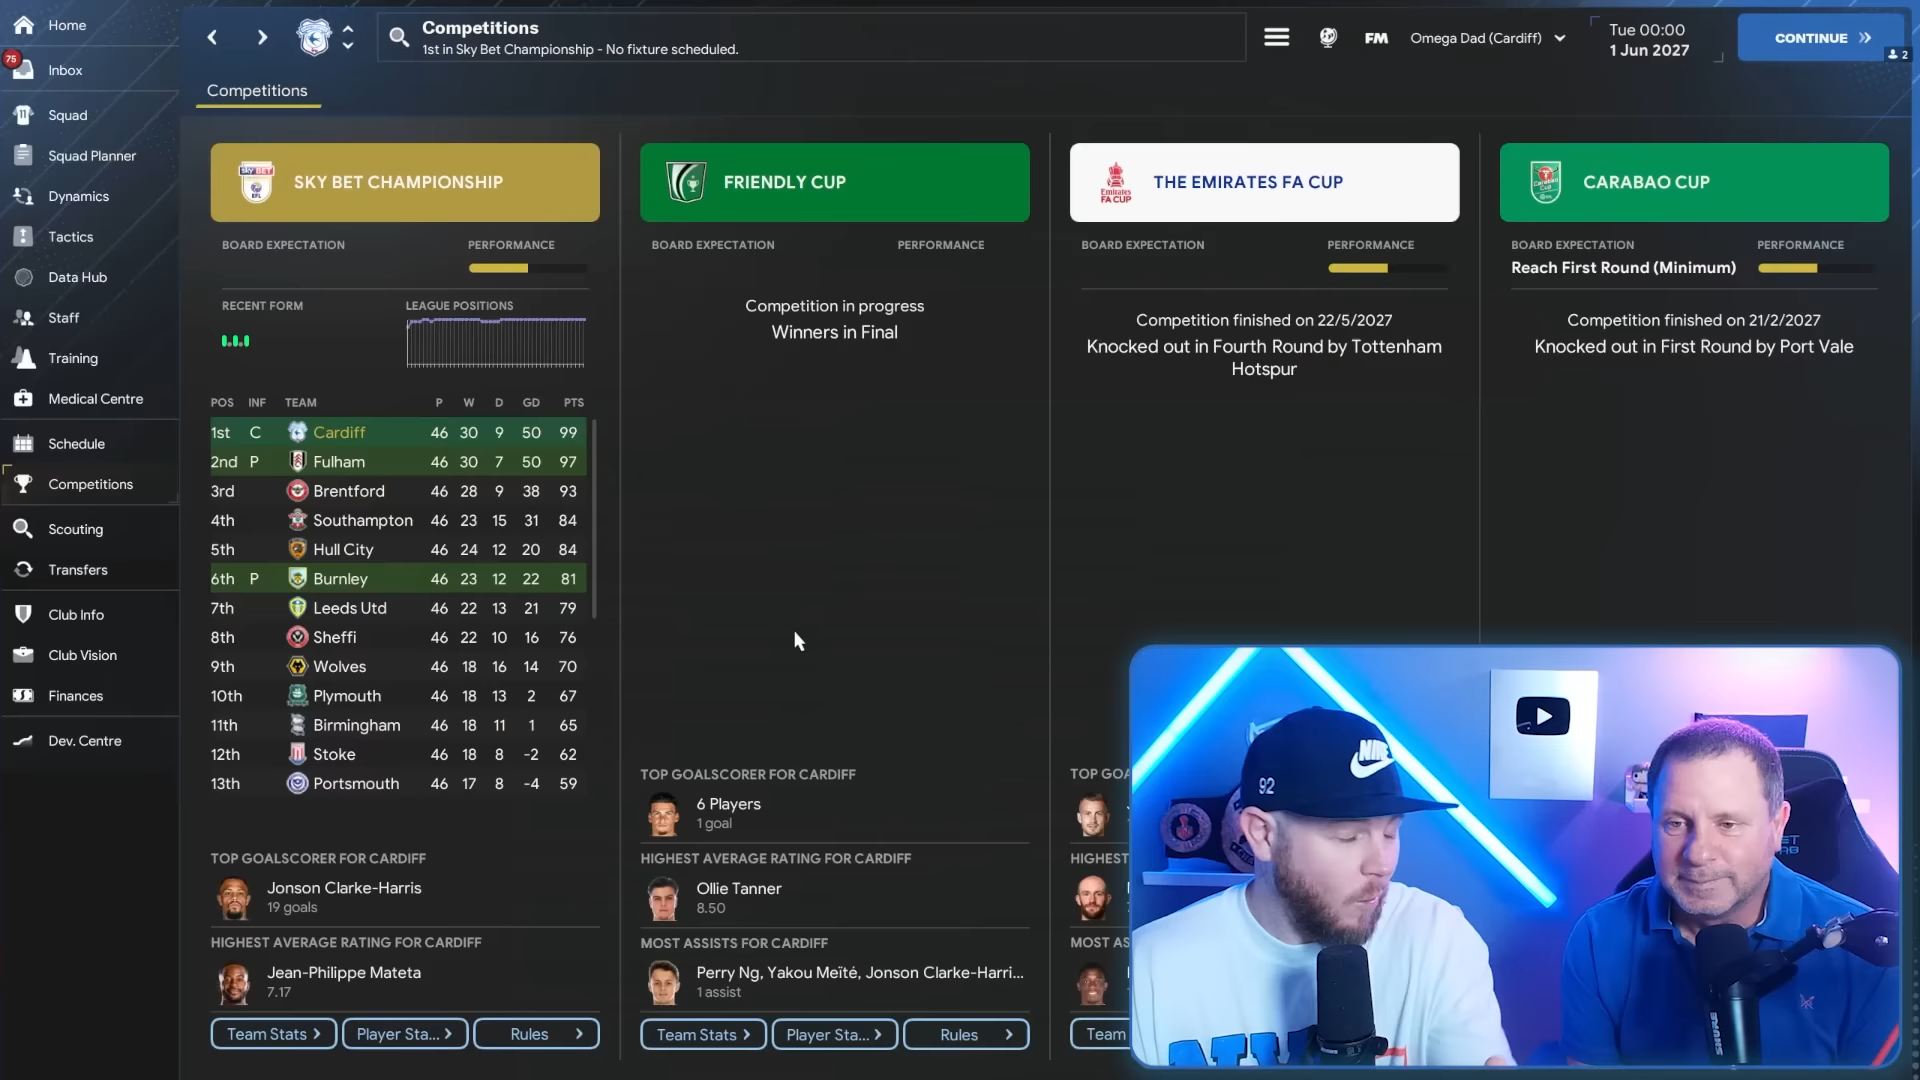 Home
75
Inbox
Squad
Squad Planner
Dynamics
Tactics
Data Hub
Staff
Training
Medical Centre
Schedule
Competitions
Scouting
Transfers
Club Info
Club Vision
Finances
Dev. Centre
Competitions
1st in Sky Bet Championship - No fixture scheduled.
FM
Omega Dad (Cardiff)
Tue 00:00
1 Jun 2027
CONTINUE
2
Competitions
SKY BET CHAMPIONSHIP
BOARD EXPECTATION PERFORMANCE
RECENT FORM LEAGUE POSITIONS
POS INF TEAM P W D GD PTS
1st C Cardiff 46 30 9 50 99
2nd P Fulham 46 30 7 50 97
3rd Brentford 46 28 9 38 93
4th Southampton 46 23 15 31 84
5th Hull City 46 24 12 20 84
6th P Burnley 46 23 12 22 81
7th Leeds Utd 46 22 13 21 79
8th Sheffi 46 22 10 16 76
9th Wolves 46 18 16 14 70
10th Plymouth 46 18 13 2 67
11th Birmingham 46 18 11 1 65
12th Stoke 46 18 8 -2 62
13th Portsmouth 46 17 8 -4 59
TOP GOALSCORER FOR CARDIFF
Jonson Clarke-Harris
19 goals
HIGHEST AVERAGE RATING FOR CARDIFF
Jean-Philippe Mateta
7.17
Team Stats Player Sta... Rules
FRIENDLY CUP
BOARD EXPECTATION PERFORMANCE
Competition in progress
Winners in Final
TOP GOALSCORER FOR CARDIFF
6 Players
1 goal
HIGHEST AVERAGE RATING FOR CARDIFF
Ollie Tanner
8.50
MOST ASSISTS FOR CARDIFF
Perry Ng, Yakou Meïté, Jonson Clarke-Harri...
1 assist
Team Stats Player Sta... Rules
Emirates
FA CUP
THE EMIRATES FA CUP
BOARD EXPECTATION PERFORMANCE
Competition finished on 22/5/2027
Knocked out in Fourth Round by Tottenham
Hotspur
TOP GOA
HIGHEST
MOST AS
Team
CARABAO CUP
BOARD EXPECTATION PERFORMANCE
Reach First Round (Minimum)
Competition finished on 21/2/2027
Knocked out in First Round by Port Vale
NIKE
92
SHURE